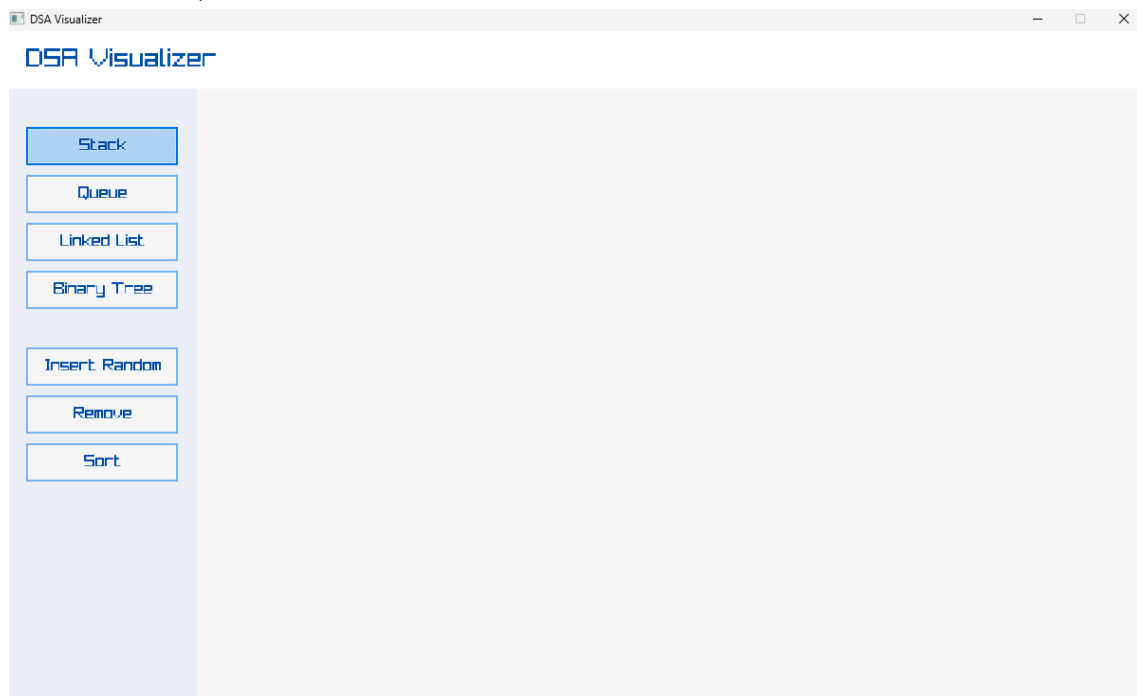 DSA Visualizer
DSA Visualizer
Stack
Queue
Linked List
Binary Tree
Insert Random
Remove
Sort